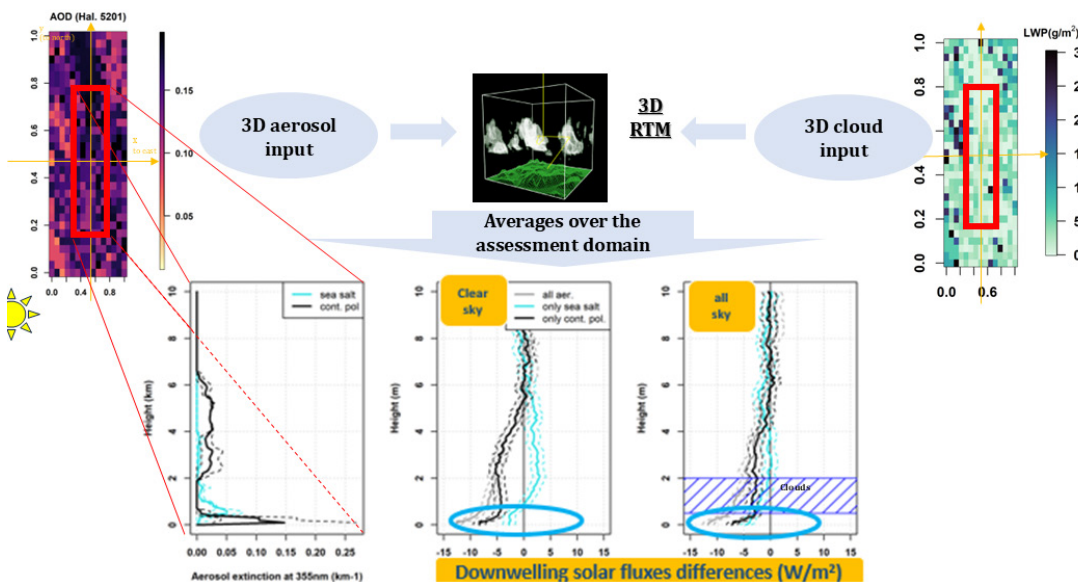 AOD (Hal. 5201)
to north)
0.0
0.2
0.4
0.6
0.8
1.0
0.0
0.4
0.8
0.05
0.10
0.15
x
to east
3D aerosol
input
3D
RTM
3D cloud
input
LWP(g/m²)
0.0
0.2
0.4
0.6
0.8
1.0
0.0
0.6
Averages over the
assessment domain
sea salt
cont. pol.
Height (km)
0
2
4
6
8
10
0.00
0.05
0.10
0.15
0.20
0.25
Aerosol extinction at 355nm (km-1)
Clear
sky
all aer.
only sea salt
only cont. pol.
Height (m)
0
2
4
6
8
10
-15
-10
-5
0
5
10
15
all
sky
Clouds
Height (m)
0
2
4
6
8
10
-15
-10
-5
0
5
10
15
Downwelling solar fluxes differences (W/m²)